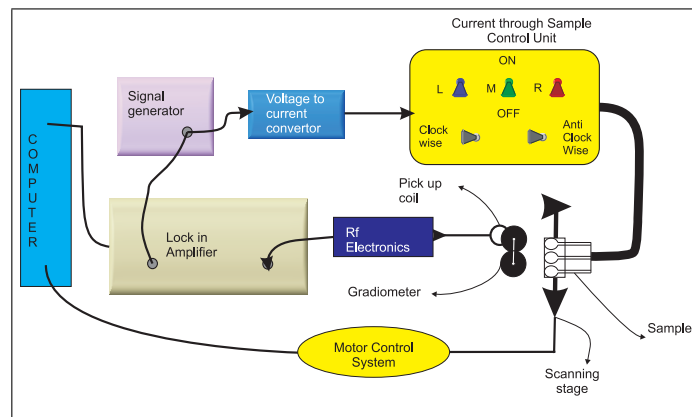 Current through Sample
Control Unit
ON
L
M
R
OFF
Clock
wise
Anti
Clock
Wise
Signal
generator
Voltage to
current
convertor
COMPUTER
Lock in
Amplifier
Rf
Electronics
Pick up
coil
Gradiometer
Sample
Scanning
stage
Motor Control
System